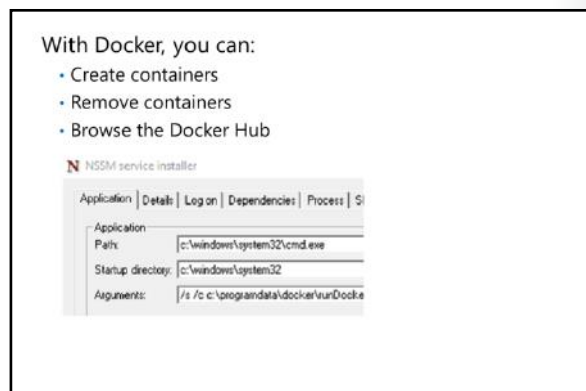 With Docker, you can:
• Create containers
• Remove containers
• Browse the Docker Hub
N NSSM service installer
Application Details Log on Dependencies Process
Application
Path: c:\windows\system32\cmd.exe
Startup directory: c:\windows\system32
Arguments: /s /c c:\programdata\docker\runDocke